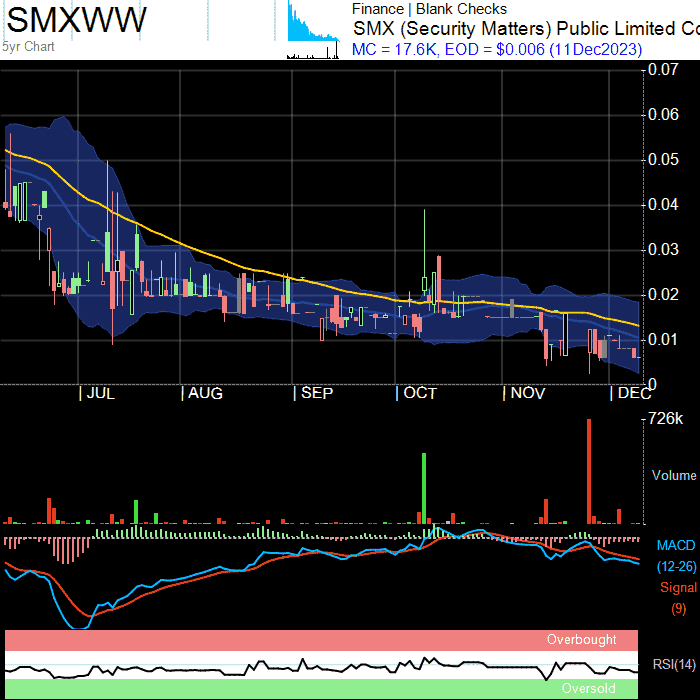 SMXWW
5yr Chart
Finance | Blank Checks
SMX (Security Matters) Public Limited Co
MC = 17.6K, EOD = $0.006 (11Dec2023)
0.07
0.06
0.05
0.04
0.03
0.02
0.01
0
JUL
AUG
SEP
OCT
NOV
DEC
726k
Volume
MACD
(12-26)
Signal
(9)
Overbought
RSI(14)
Oversold